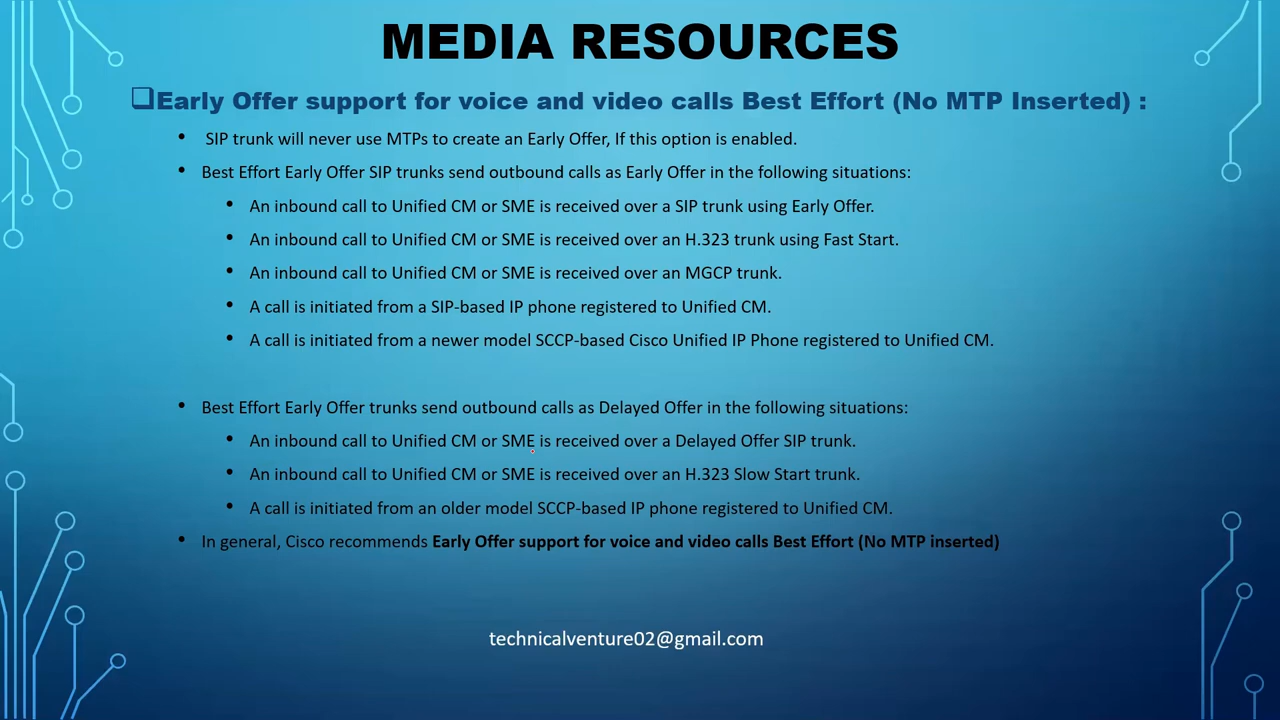 MEDIA RESOURCES
❑Early Offer support for voice and video calls Best Effort (No MTP Inserted) :
• SIP trunk will never use MTPs to create an Early Offer, If this option is enabled.
• Best Effort Early Offer SIP trunks send outbound calls as Early Offer in the following situations:
• An inbound call to Unified CM or SME is received over a SIP trunk using Early Offer.
• An inbound call to Unified CM or SME is received over an H.323 trunk using Fast Start.
• An inbound call to Unified CM or SME is received over an MGCP trunk.
• A call is initiated from a SIP-based IP phone registered to Unified CM.
• A call is initiated from a newer model SCCP-based Cisco Unified IP Phone registered to Unified CM.
• Best Effort Early Offer trunks send outbound calls as Delayed Offer in the following situations:
• An inbound call to Unified CM or SME is received over a Delayed Offer SIP trunk.
• An inbound call to Unified CM or SME is received over an H.323 Slow Start trunk.
• A call is initiated from an older model SCCP-based IP phone registered to Unified CM.
• In general, Cisco recommends Early Offer support for voice and video calls Best Effort (No MTP inserted)
technicalventure02@gmail.com